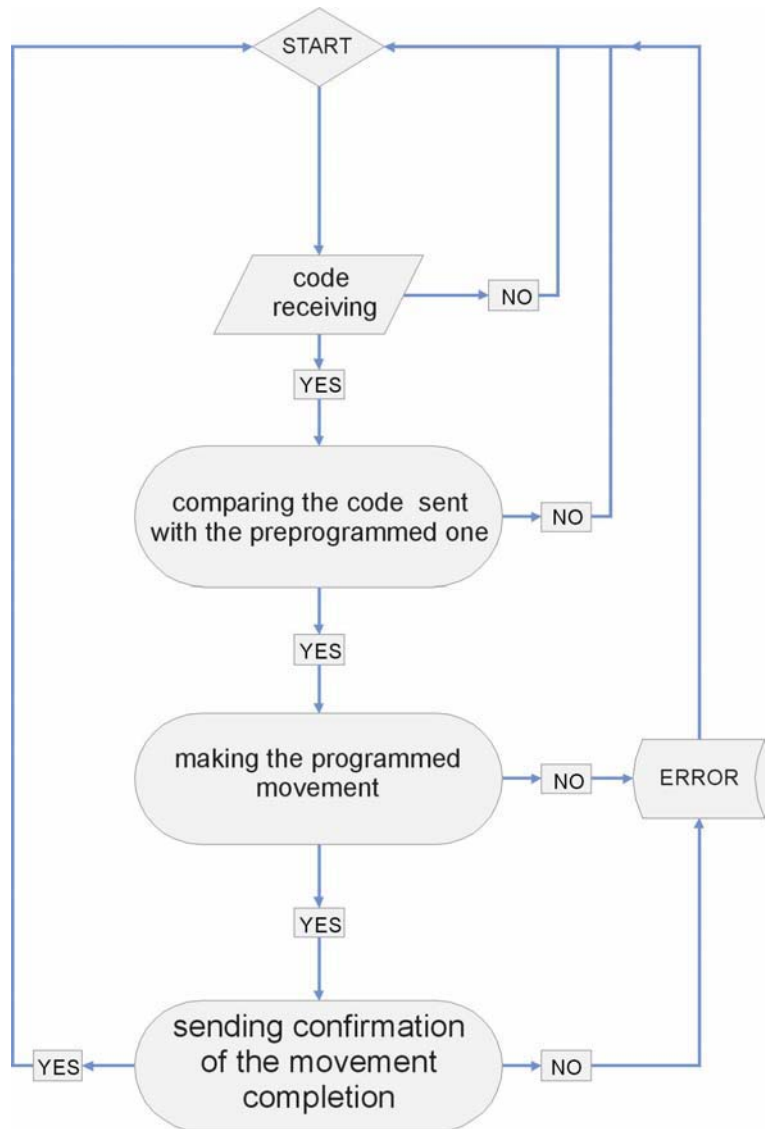 START
code
receiving
NO
YES
comparing the code sent
with the preprogrammed one
NO
YES
making the programmed
movement
NO
ERROR
YES
sending confirmation
of the movement
completion
YES
NO